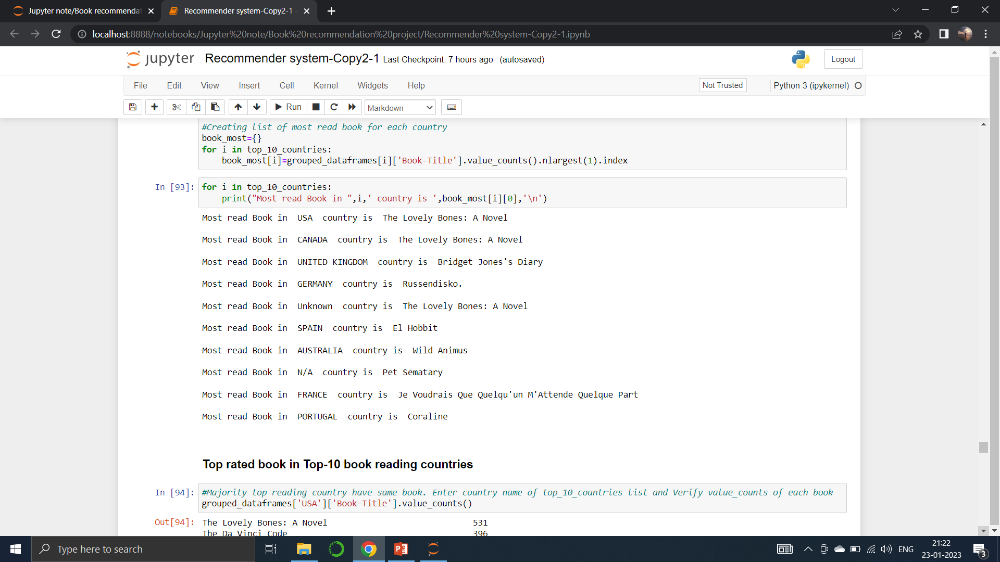 Jupyter note/Book recommendat
Recommender system-Copy2-1 -
localhost:8888/notebooks/Jupyter%20note/Book%20recommendation%20project/Recommender%20system-Copy2-1.ipynb
jupyter Recommender system-Copy2-1 Last Checkpoint: 7 hours ago (autosaved)
Logout
File Edit View Insert Cell Kernel Widgets Help
Not Trusted
Python 3 (ipykernel)
Run
Markdown
#Creating list of most read book for each country
book_most={}
for i in top_10_countries:
    book_most[i]=grouped_dataframes[i]['Book-Title'].value_counts().nlargest(1).index
In [93]: for i in top_10_countries:
    print("Most read Book in ",i,' country is ',book_most[i][0],'\n')
Most read Book in  USA  country is  The Lovely Bones: A Novel
Most read Book in  CANADA  country is  The Lovely Bones: A Novel
Most read Book in  UNITED KINGDOM  country is  Bridget Jones's Diary
Most read Book in  GERMANY  country is  Russendisko.
Most read Book in  Unknown  country is  The Lovely Bones: A Novel
Most read Book in  SPAIN  country is  El Hobbit
Most read Book in  AUSTRALIA  country is  Wild Animus
Most read Book in  N/A  country is  Pet Sematary
Most read Book in  FRANCE  country is  Je Voudrais Que Quelqu'un M'Attende Quelque Part
Most read Book in  PORTUGAL  country is  Coraline
Top rated book in Top-10 book reading countries
In [94]: #Majority top reading country have same book. Enter country name of top_10_countries list and Verify value_counts of each book
grouped_dataframes['USA']['Book-Title'].value_counts()
Out[94]: The Lovely Bones: A Novel 531
The Da Vinci Code 396
Type here to search
ENG
21:22
23-01-2023
3